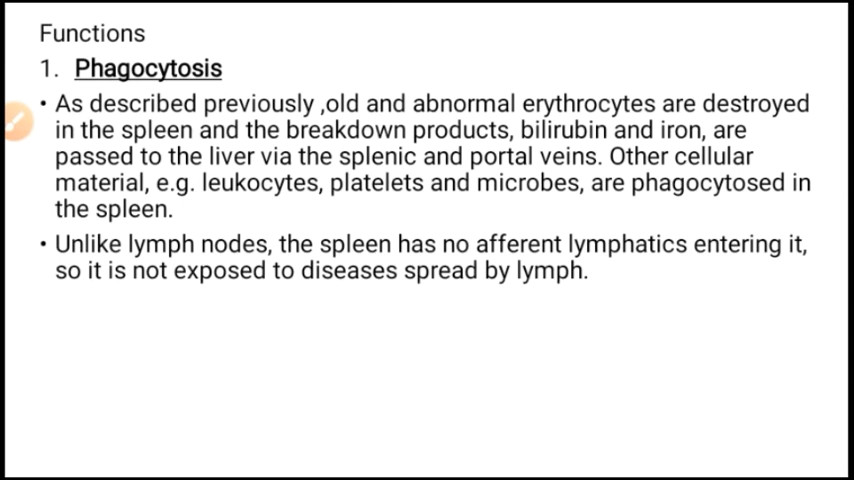 Functions
1. Phagocytosis
• As described previously ,old and abnormal erythrocytes are destroyed
in the spleen and the breakdown products, bilirubin and iron, are
passed to the liver via the splenic and portal veins. Other cellular
material, e.g. leukocytes, platelets and microbes, are phagocytosed in
the spleen.
• Unlike lymph nodes, the spleen has no afferent lymphatics entering it,
so it is not exposed to diseases spread by lymph.